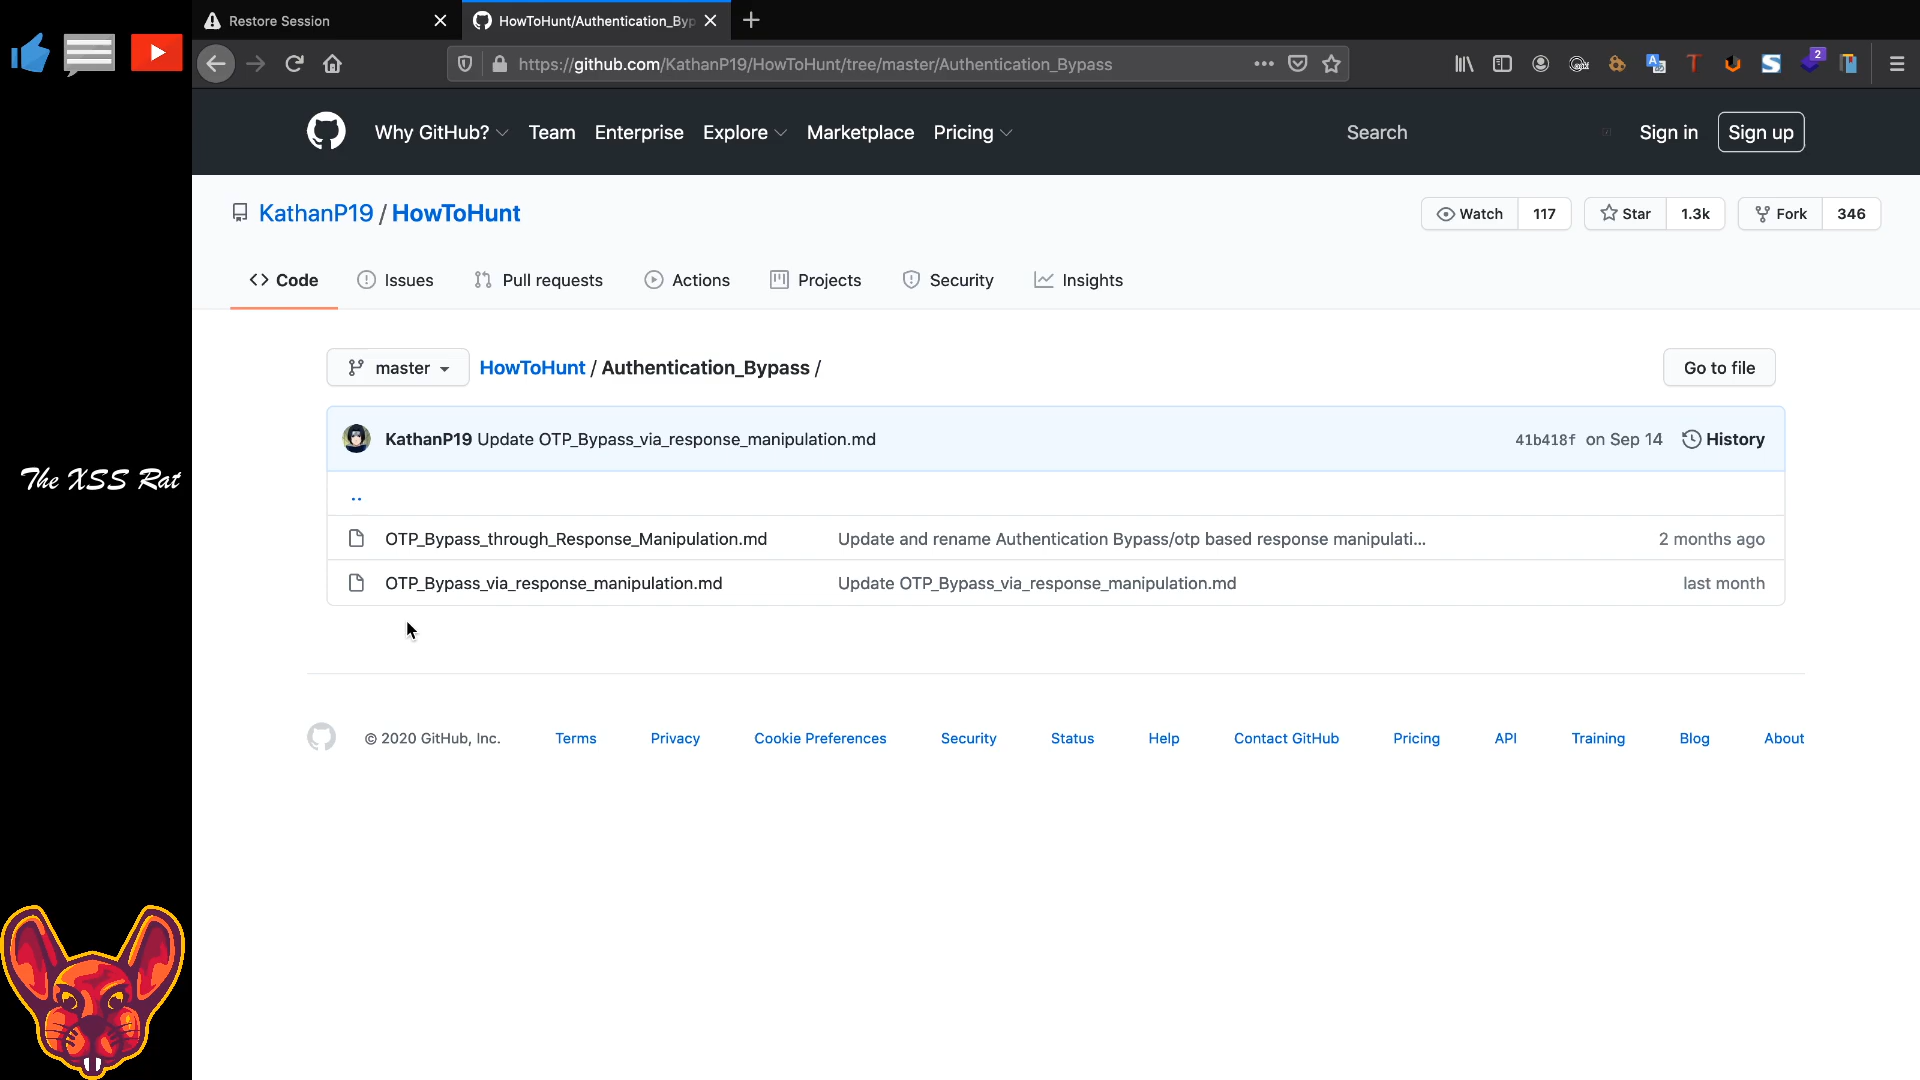 Restore Session
HowToHunt/Authentication_Byp
https://github.com/KathanP19/HowToHunt/tree/master/Authentication_Bypass
2
Why GitHub?
Team
Enterprise
Explore
Marketplace
Pricing
Search
Sign in
Sign up
KathanP19 / HowToHunt
Watch 117
Star 1.3k
Fork 346
Code
Issues
Pull requests
Actions
Projects
Security
Insights
master
HowToHunt / Authentication_Bypass /
Go to file
KathanP19 Update OTP_Bypass_via_response_manipulation.md
41b418f on Sep 14
History
The XSS Rat
..
OTP_Bypass_through_Response_Manipulation.md
Update and rename Authentication Bypass/otp based response manipulati...
2 months ago
OTP_Bypass_via_response_manipulation.md
Update OTP_Bypass_via_response_manipulation.md
last month
© 2020 GitHub, Inc.
Terms
Privacy
Cookie Preferences
Security
Status
Help
Contact GitHub
Pricing
API
Training
Blog
About